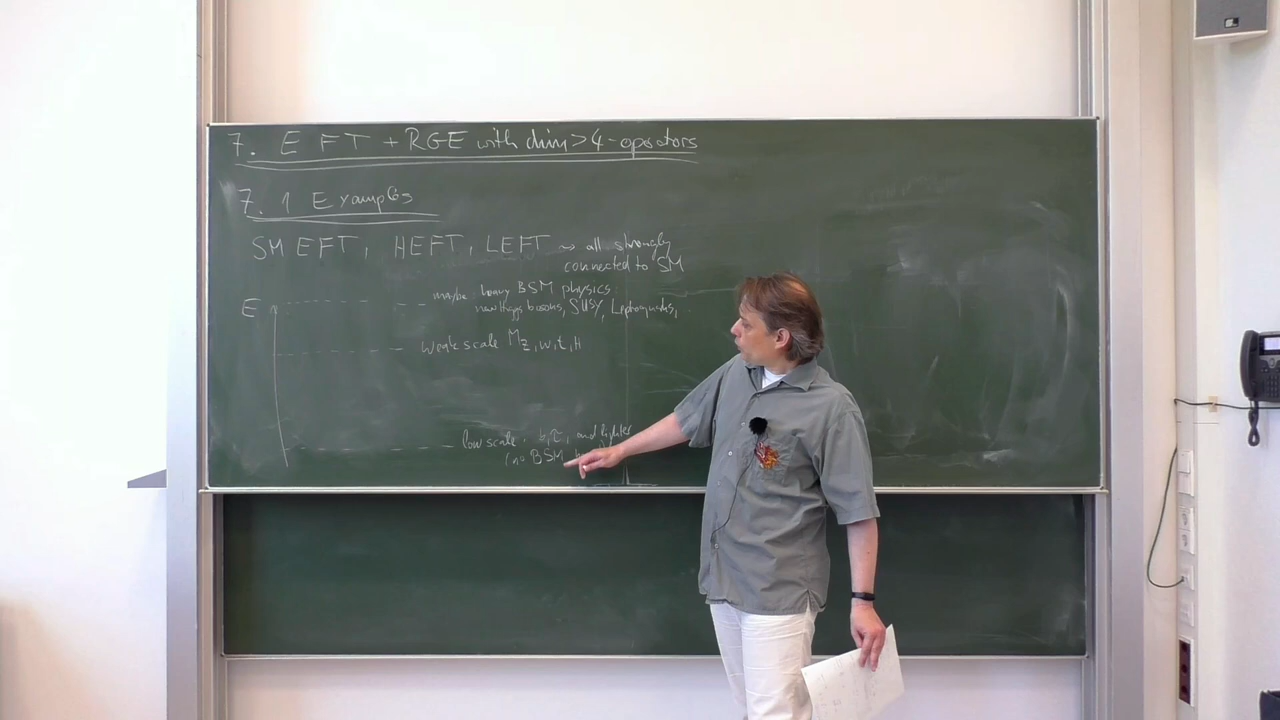 7. EFT + RGE with dim>4-operators
7.1 Examples
SMEFT, HEFT, LEFT ⇝ all strongly
connected to SM
maybe: heavy BSM physics:
new Higgs bosons, SUSY, Leptoquarks,
E
weak scale M_Z,W,t,H
low scale: b,τ, and lighter
(no BSM